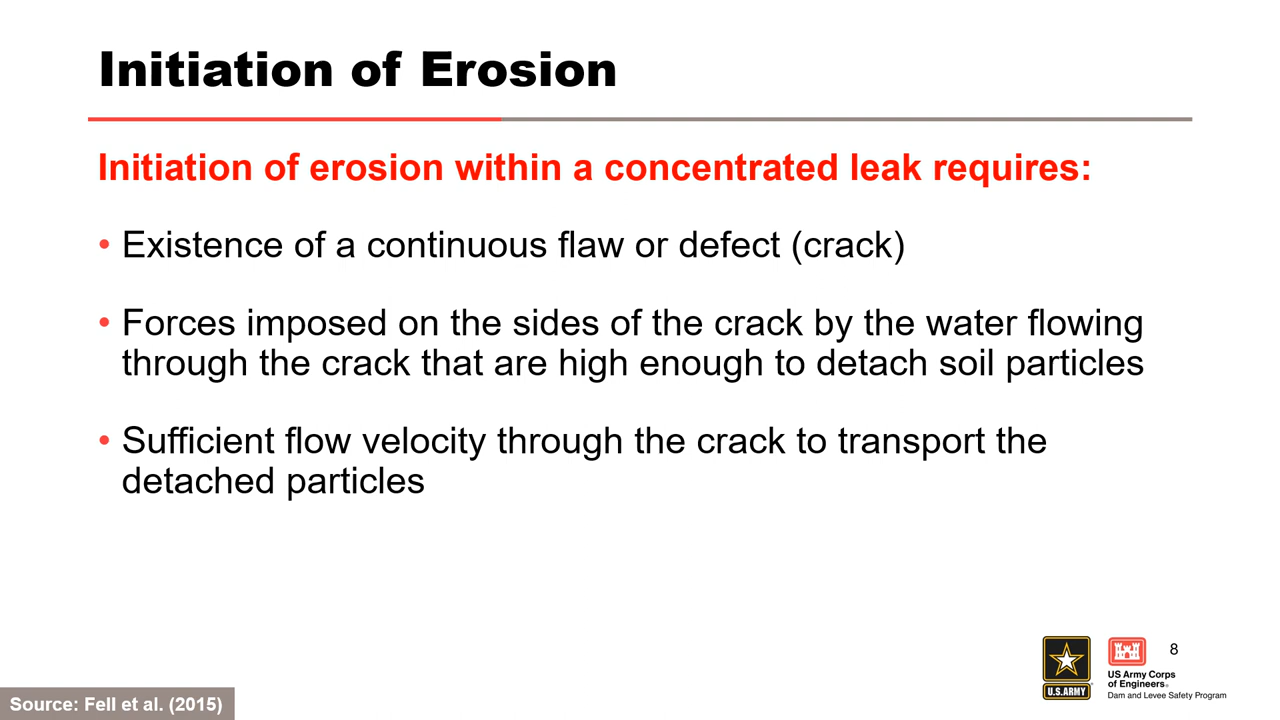 Initiation of Erosion
Initiation of erosion within a concentrated leak requires:
• Existence of a continuous flaw or defect (crack)
• Forces imposed on the sides of the crack by the water flowing
through the crack that are high enough to detach soil particles
• Sufficient flow velocity through the crack to transport the
detached particles
8
U.S.ARMY
US Army Corps
of Engineers®
Dam and Levee Safety Program
Source: Fell et al. (2015)